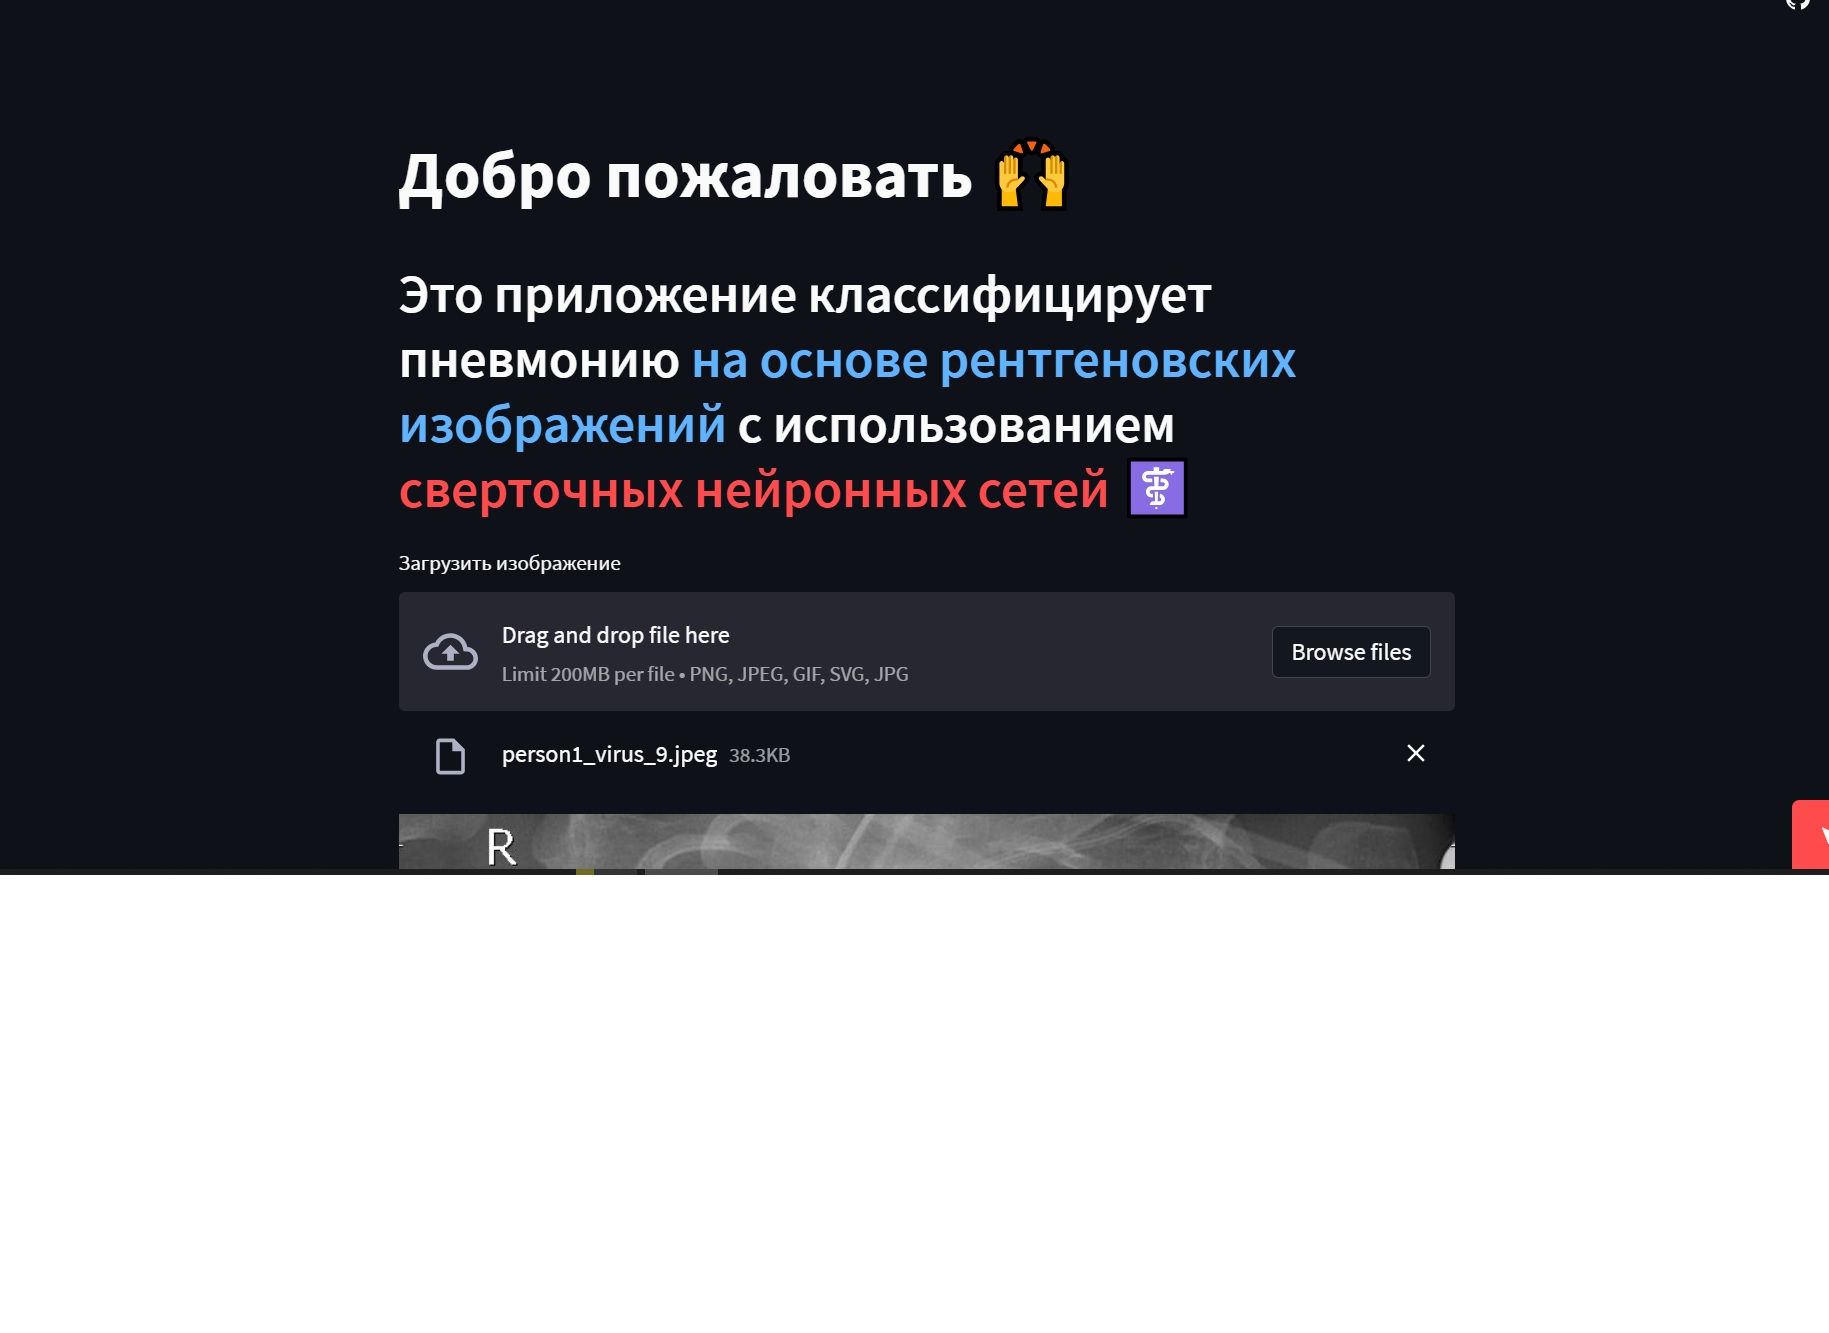 Добро пожаловать 🙌
Это приложение классифицирует
пневмонию на основе рентгеновских
изображений с использованием
сверточных нейронных сетей ⚕
Загрузить изображение
Drag and drop file here
Limit 200MB per file • PNG, JPEG, GIF, SVG, JPG
Browse files
person1_virus_9.jpeg 38.3KB
R